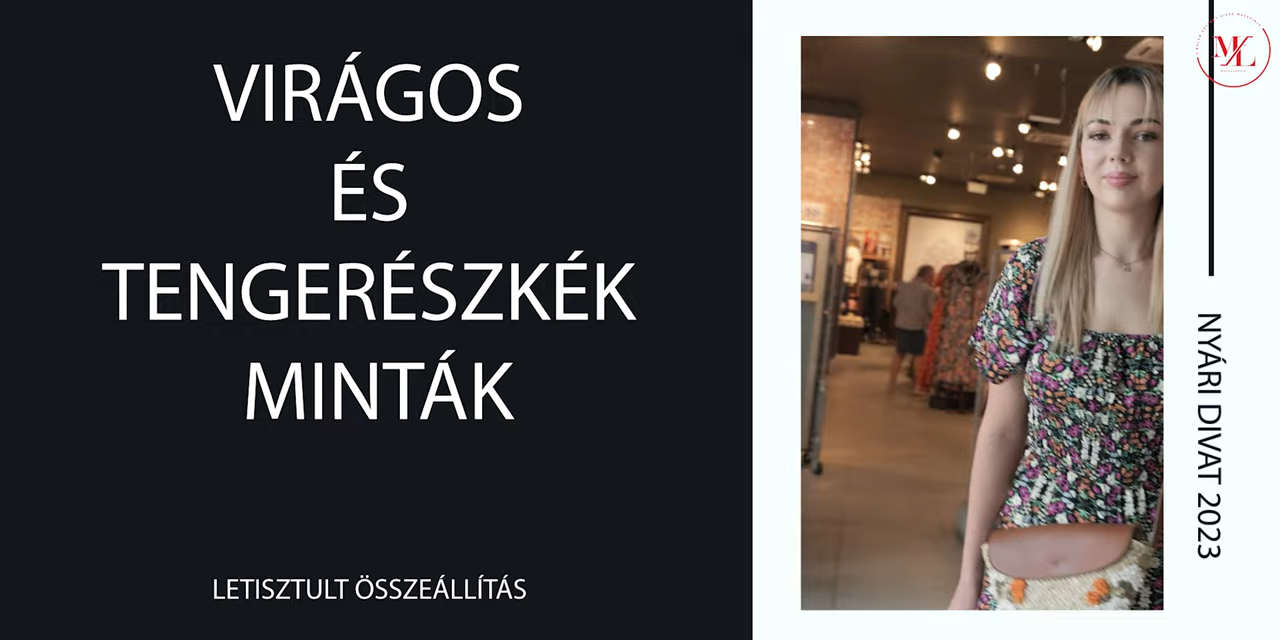 VIRÁGOS
ÉS
TENGERÉSZKÉK
MINTÁK
LETISZTULT ÖSSZEÁLLÍTÁS
NYÁRI DIVAT 2023
ML